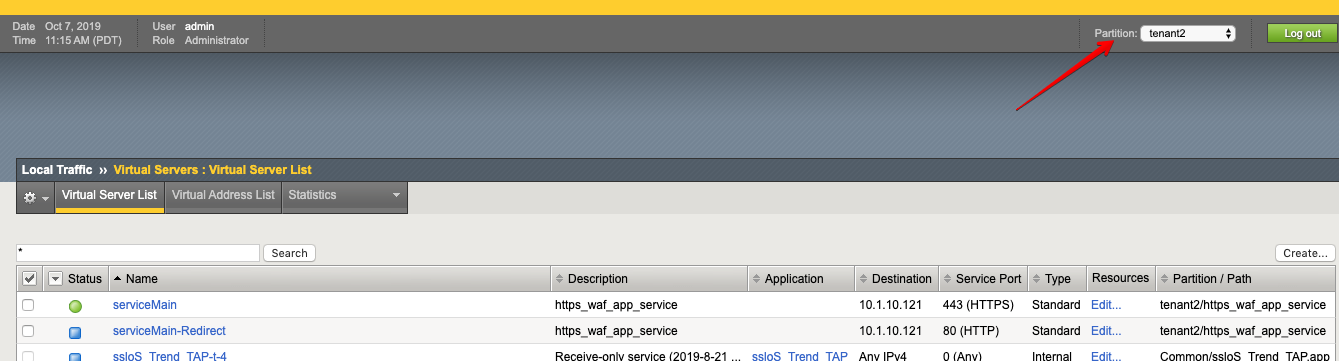 Date Oct 7, 2019 User admin Partition: tenant2 Log out
Time 11:15 AM (PDT) Role Administrator
Local Traffic ›› Virtual Servers : Virtual Server List
Virtual Server List Virtual Address List Statistics
* Search Create...
Status Name Description Application Destination Service Port Type Resources Partition / Path
serviceMain https_waf_app_service 10.1.10.121 443 (HTTPS) Standard Edit... tenant2/https_waf_app_service
serviceMain-Redirect https_waf_app_service 10.1.10.121 80 (HTTP) Standard Edit... tenant2/https_waf_app_service
ssloS_Trend_TAP-t-4 Receive-only service (2019-8-21 ... ssloS_Trend_TAP Any IPv4 0 (Any) Internal Edit... Common/ssloS_Trend_TAP.app